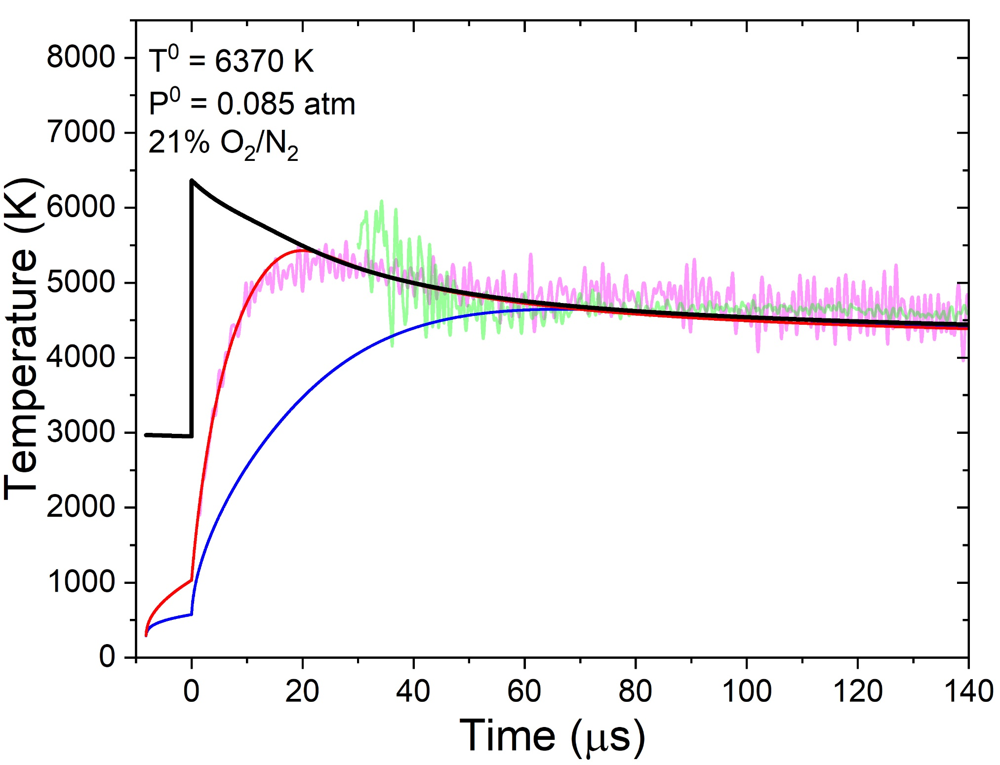 T⁰ = 6370 K
P⁰ = 0.085 atm
21% O₂/N₂
Temperature (K)
8000
7000
6000
5000
4000
3000
2000
1000
0
0 20 40 60 80 100 120 140
Time (μs)